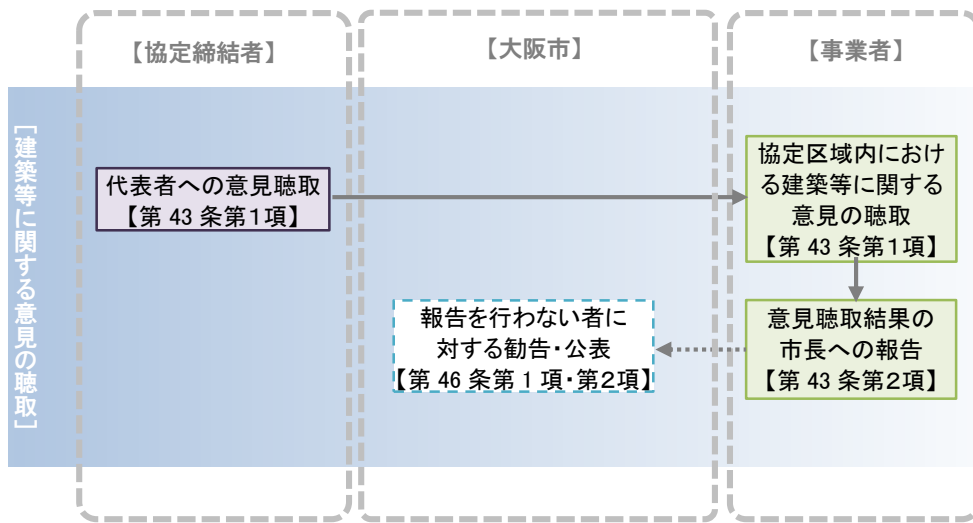 【協定締結者】
【大阪市】
【事業者】
[建築等に関する意見の聴取]
代表者への意見聴取
【第 43 条第1項】
協定区域内におけ
る建築等に関する
意見の聴取
【第 43 条第1項】
報告を行わない者に
対する勧告・公表
【第 46 条第 1 項・第2項】
意見聴取結果の
市長への報告
【第 43 条第2項】